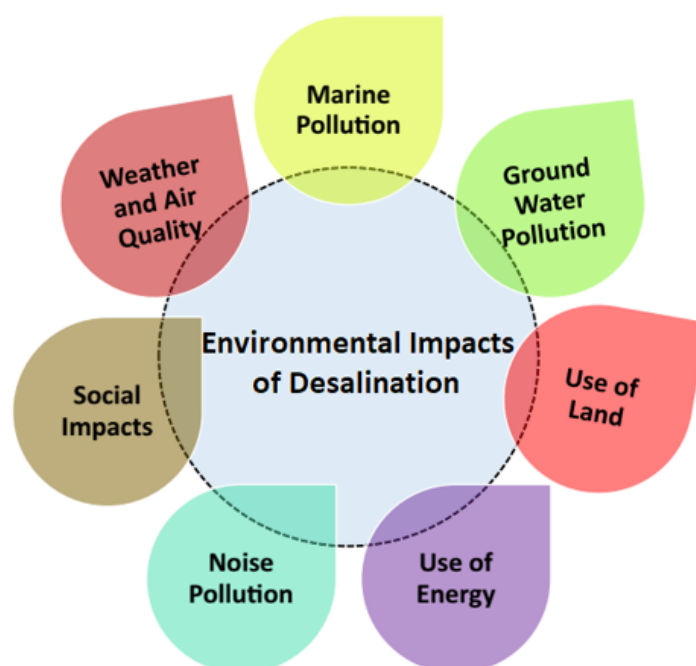 Marine
Pollution
Ground
Water
Pollution
Use of
Land
Use of
Energy
Noise
Pollution
Social
Impacts
Weather
and Air
Quality
Environmental Impacts
of Desalination